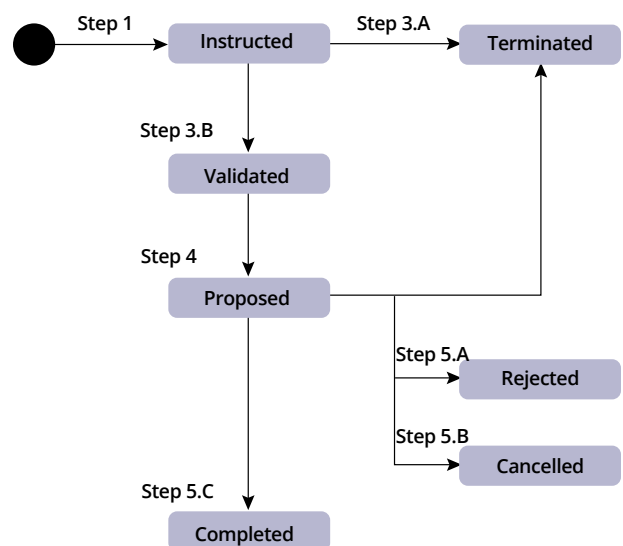 Step 1
Instructed
Step 3.A
Terminated
Step 3.B
Validated
Step 4
Proposed
Step 5.A
Rejected
Step 5.B
Cancelled
Step 5.C
Completed